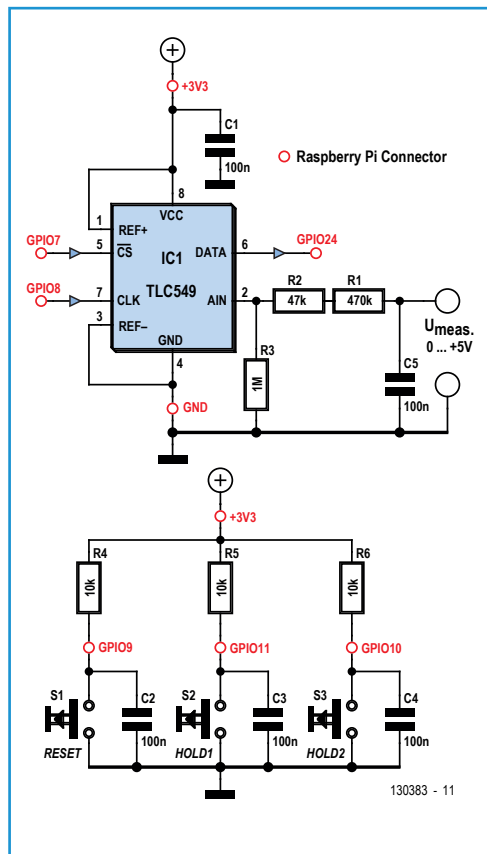 +3V3
C1
100n
Raspberry Pi Connector
8
VCC
1
REF+
GPIO7
5
CS
IC1
DATA
6
GPIO24
TLC549
GPIO8
7
CLK
AIN
2
R2
47k
R1
470k
3
REF–
GND
4
R3
1M
Umeas.
0 ... +5V
C5
100n
GND
+3V3
R4
10k
R5
10k
R6
10k
GPIO9
GPIO11
GPIO10
S1
C2
100n
RESET
S2
C3
100n
HOLD1
S3
C4
100n
HOLD2
130383 - 11